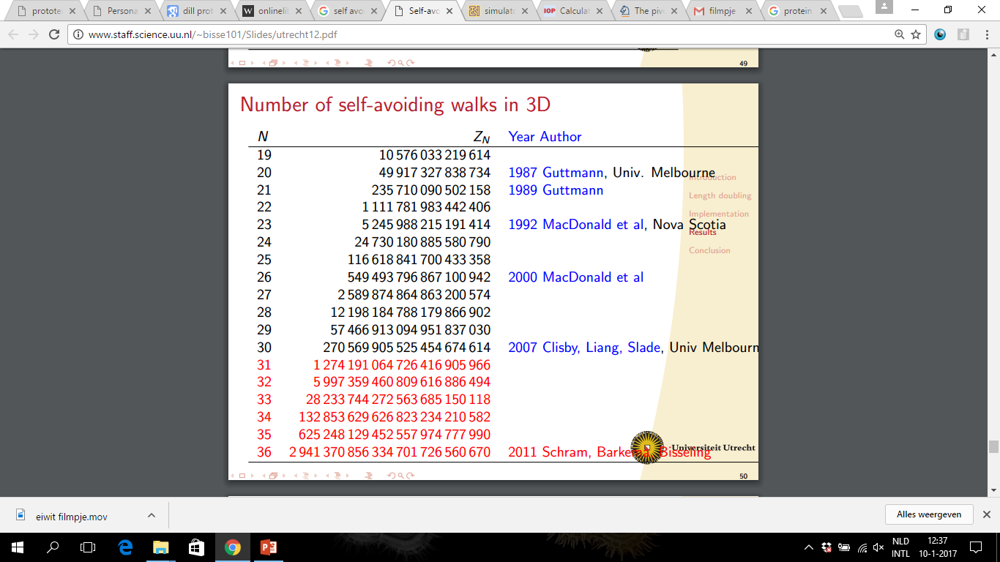 protote
Persona
dill prot
onlineli
self avoi
Self-avo
simulat
IOP Calculat
The piv
filmpje
protein
www.staff.science.uu.nl/~bisse101/Slides/utrecht12.pdf
49
Number of self-avoiding walks in 3D
N Z_N Year Author
19 10 576 033 219 614
20 49 917 327 838 734 1987 Guttmann, Univ. Melbourne
21 235 710 090 502 158 1989 Guttmann
22 1 111 781 983 442 406
23 5 245 988 215 191 414 1992 MacDonald et al, Nova Scotia
24 24 730 180 885 580 790
25 116 618 841 700 433 358
26 549 493 796 867 100 942 2000 MacDonald et al
27 2 589 874 864 863 200 574
28 12 198 184 788 179 866 902
29 57 466 913 094 951 837 030
30 270 569 905 525 454 674 614 2007 Clisby, Liang, Slade, Univ Melbourn
31 1 274 191 064 726 416 905 966
32 5 997 359 460 809 616 886 494
33 28 233 744 272 563 685 150 118
34 132 853 629 626 823 234 210 582
35 625 248 129 452 557 974 777 990
36 2 941 370 856 334 701 726 560 670 2011 Schram, Barkema, Bisseling
Introduction
Length doubling
Implementation
Results
Conclusion
Universiteit Utrecht
50
eiwit filmpje.mov
Alles weergeven
NLD
INTL
12:37
10-1-2017